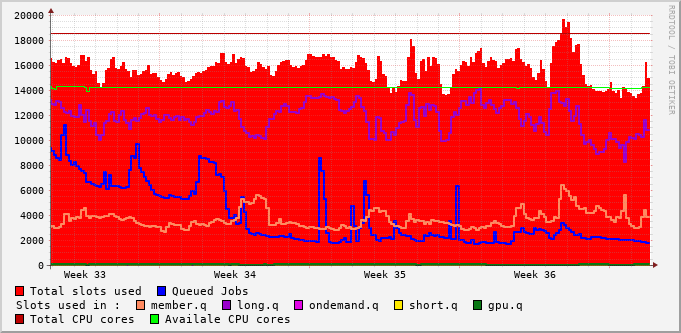 20000
18000
16000
14000
12000
10000
8000
6000
4000
2000
0
Week 33 Week 34 Week 35 Week 36
RRDTOOL / TOBI OETIKER
Total slots used Queued Jobs
Slots used in : member.q long.q ondemand.q short.q gpu.q
Total CPU cores Availale CPU cores